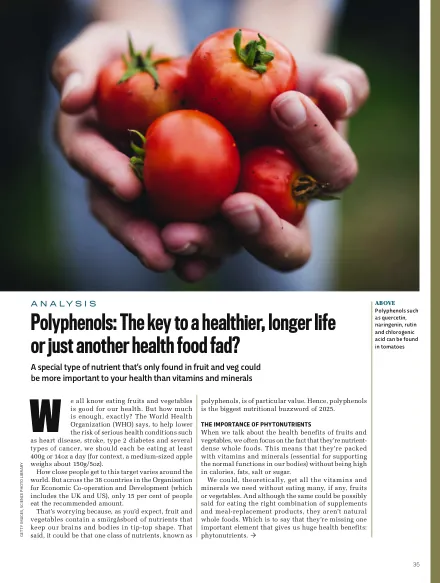 ANALYSIS
Polyphenols: The key to a healthier, longer life
or just another health food fad?
A special type of nutrient that's only found in fruit and veg could
be more important to your health than vitamins and minerals
ABOVE
Polyphenols such
as quercetin,
naringenin, rutin
and chlorogenic
acid can be found
in tomatoes
We all know eating fruits and vegetables
is good for our health. But how much
is enough, exactly? The World Health
Organization (WHO) says, to help lower
the risk of serious health conditions such
as heart disease, stroke, type 2 diabetes and several
types of cancer, we should each be eating at least
400g or 14oz a day (for context, a medium-sized apple
weighs about 150g/5oz).
How close people get to this target varies around the
world. But across the 38 countries in the Organisation
for Economic Co-operation and Development (which
includes the UK and US), only 15 per cent of people
eat the recommended amount.
That's worrying because, as you'd expect, fruit and
vegetables contain a smörgåsbord of nutrients that
keep our brains and bodies in tip-top shape. That
said, it could be that one class of nutrients, known as
polyphenols, is of particular value. Hence, polyphenols
is the biggest nutritional buzzword of 2025.
THE IMPORTANCE OF PHYTONUTRIENTS
When we talk about the health benefits of fruits and
vegetables, we often focus on the fact that they're nutrient-
dense whole foods. This means that they're packed
with vitamins and minerals (essential for supporting
the normal functions in our bodies) without being high
in calories, fats, salt or sugar.
We could, theoretically, get all the vitamins and
minerals we need without eating many, if any, fruits
or vegetables. And although the same could be possibly
said for eating the right combination of supplements
and meal-replacement products, they aren't natural
whole foods. Which is to say that they're missing one
important element that gives us huge health benefits:
phytonutrients. →
GETTY IMAGES, SCIENCE PHOTO LIBRARY